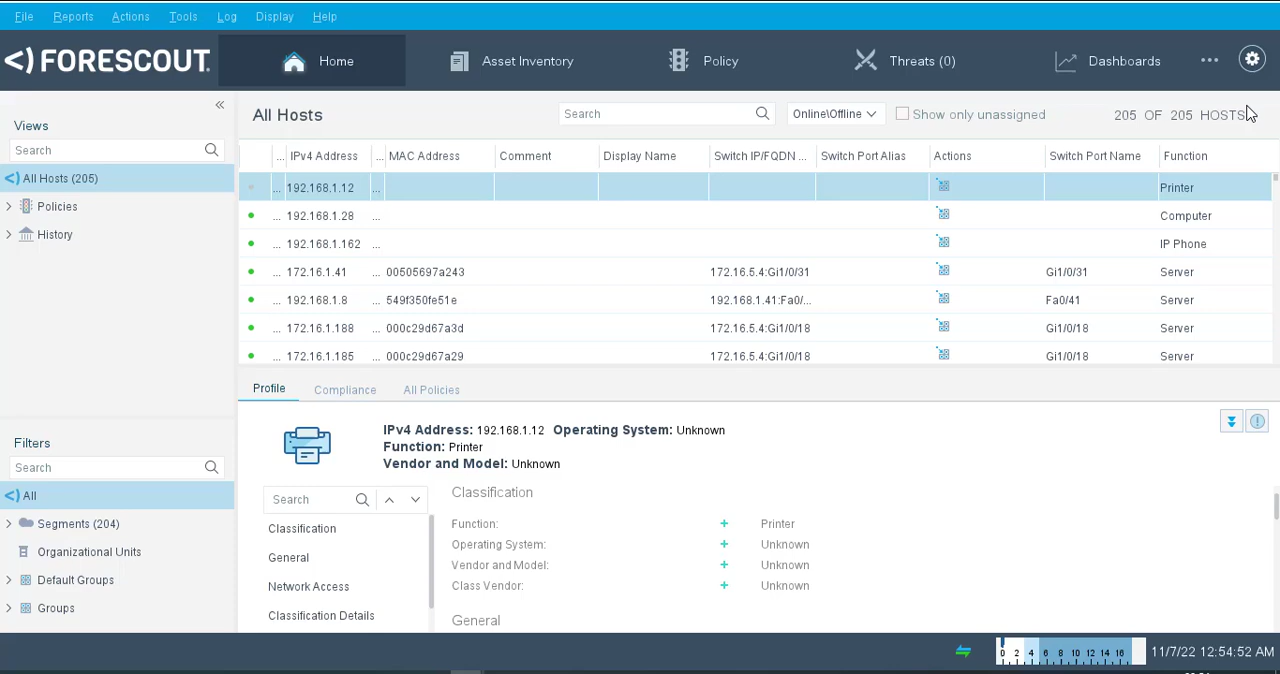 File Reports Actions Tools Log Display Help
<) FORESCOUT. Home Asset Inventory Policy Threats (0) Dashboards ...
«
Views
Search
<) All Hosts (205)
> Policies
> History
Filters
Search
<) All
> Segments (204)
Organizational Units
> Default Groups
> Groups
All Hosts Search Online\Offline Show only unassigned 205 OF 205 HOSTS
... IPv4 Address ... MAC Address Comment Display Name Switch IP/FQDN ... Switch Port Alias Actions Switch Port Name Function
... 192.168.1.12 ... Printer
... 192.168.1.28 ... Computer
... 192.168.1.162 ... IP Phone
... 172.16.1.41 ... 00505697a243 172.16.5.4:Gi1/0/31 Gi1/0/31 Server
... 192.168.1.8 ... 549f350fe51e 192.168.1.41:Fa0/... Fa0/41 Server
... 172.16.1.188 ... 000c29d67a3d 172.16.5.4:Gi1/0/18 Gi1/0/18 Server
... 172.16.1.185 ... 000c29d67a29 172.16.5.4:Gi1/0/18 Gi1/0/18 Server
Profile Compliance All Policies
IPv4 Address: 192.168.1.12 Operating System: Unknown
Function: Printer
Vendor and Model: Unknown
Search
Classification
General
Network Access
Classification Details
Classification
Function: + Printer
Operating System: + Unknown
Vendor and Model: + Unknown
Class Vendor: + Unknown
General
0 2 4 6 8 10 12 14 16 11/7/22 12:54:52 AM